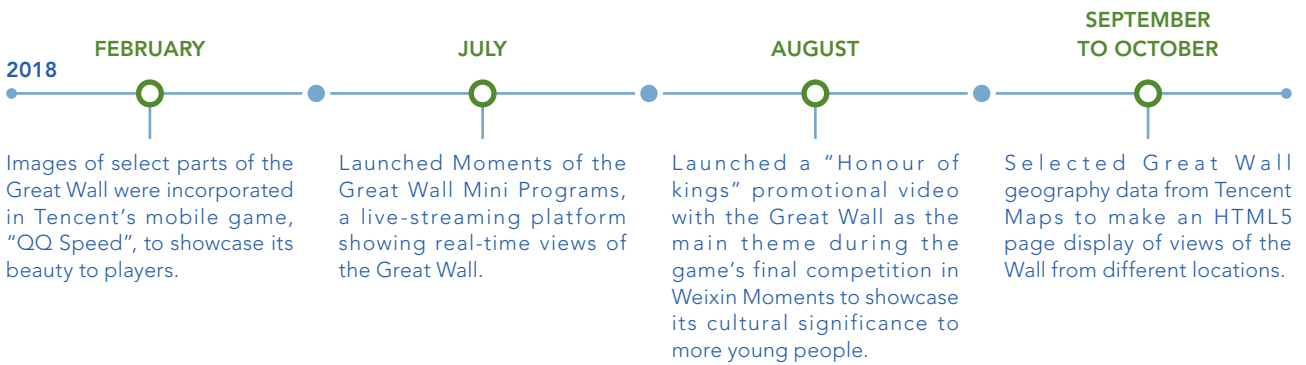 2018
FEBRUARY
Images of select parts of the
Great Wall were incorporated
in Tencent's mobile game,
"QQ Speed", to showcase its
beauty to players.
JULY
Launched Moments of the
Great Wall Mini Programs,
a live-streaming platform
showing real-time views of
the Great Wall.
AUGUST
Launched a "Honour of
kings" promotional video
with the Great Wall as the
main theme during the
game's final competition in
Weixin Moments to showcase
its cultural significance to
more young people.
SEPTEMBER
TO OCTOBER
Selected Great Wall
geography data from Tencent
Maps to make an HTML5
page display of views of the
Wall from different locations.